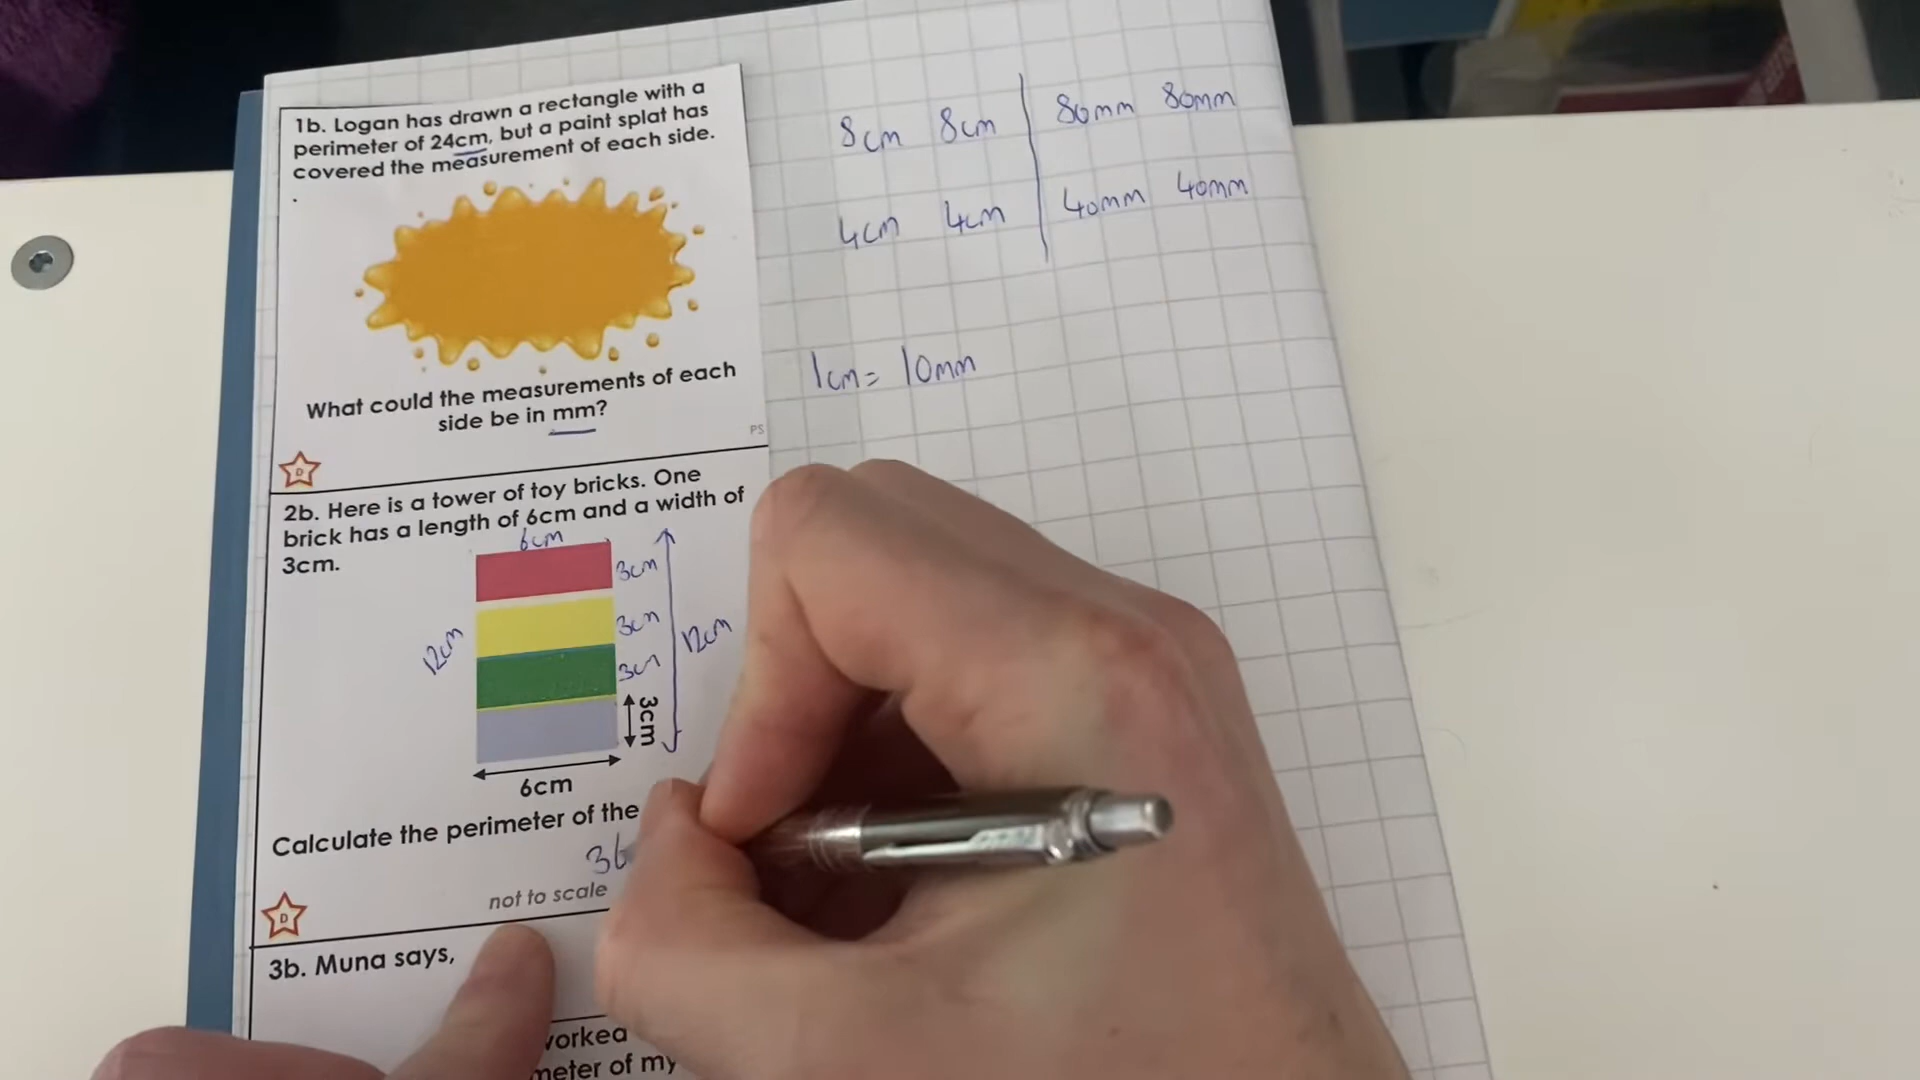 1b. Logan has drawn a rectangle with a
perimeter of 24cm, but a paint splat has
covered the measurement of each side.
.
What could the measurements of each
side be in mm?
PS
D
8cm 8cm 80mm 80mm
4cm 4cm 40mm 40mm
1cm = 10mm
2b. Here is a tower of toy bricks. One
brick has a length of 6cm and a width of
3cm.
6cm
3cm
3cm
3cm
12cm
12cm
3cm
6cm
Calculate the perimeter of the
36
not to scale
D
3b. Muna says,
meter of my